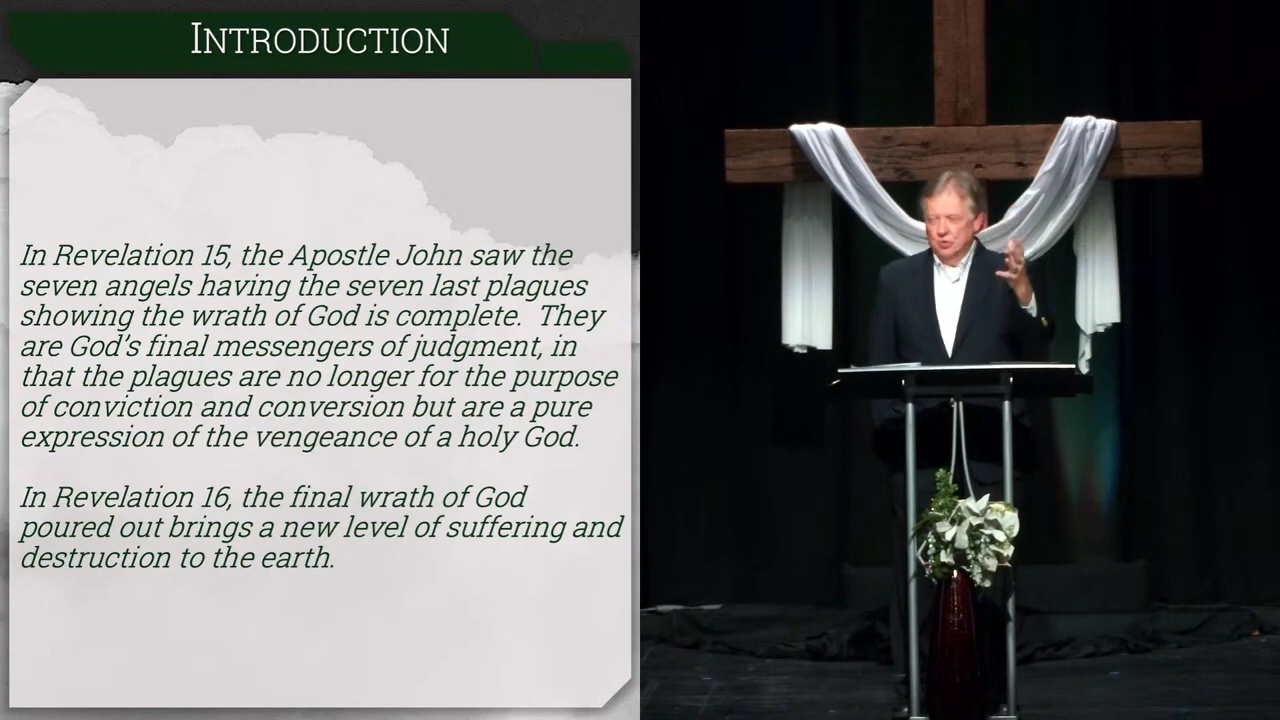 INTRODUCTION
In Revelation 15, the Apostle John saw the
seven angels having the seven last plagues
showing the wrath of God is complete.  They
are God’s final messengers of judgment, in
that the plagues are no longer for the purpose
of conviction and conversion but are a pure
expression of the vengeance of a holy God.
In Revelation 16, the final wrath of God
poured out brings a new level of suffering and
destruction to the earth.